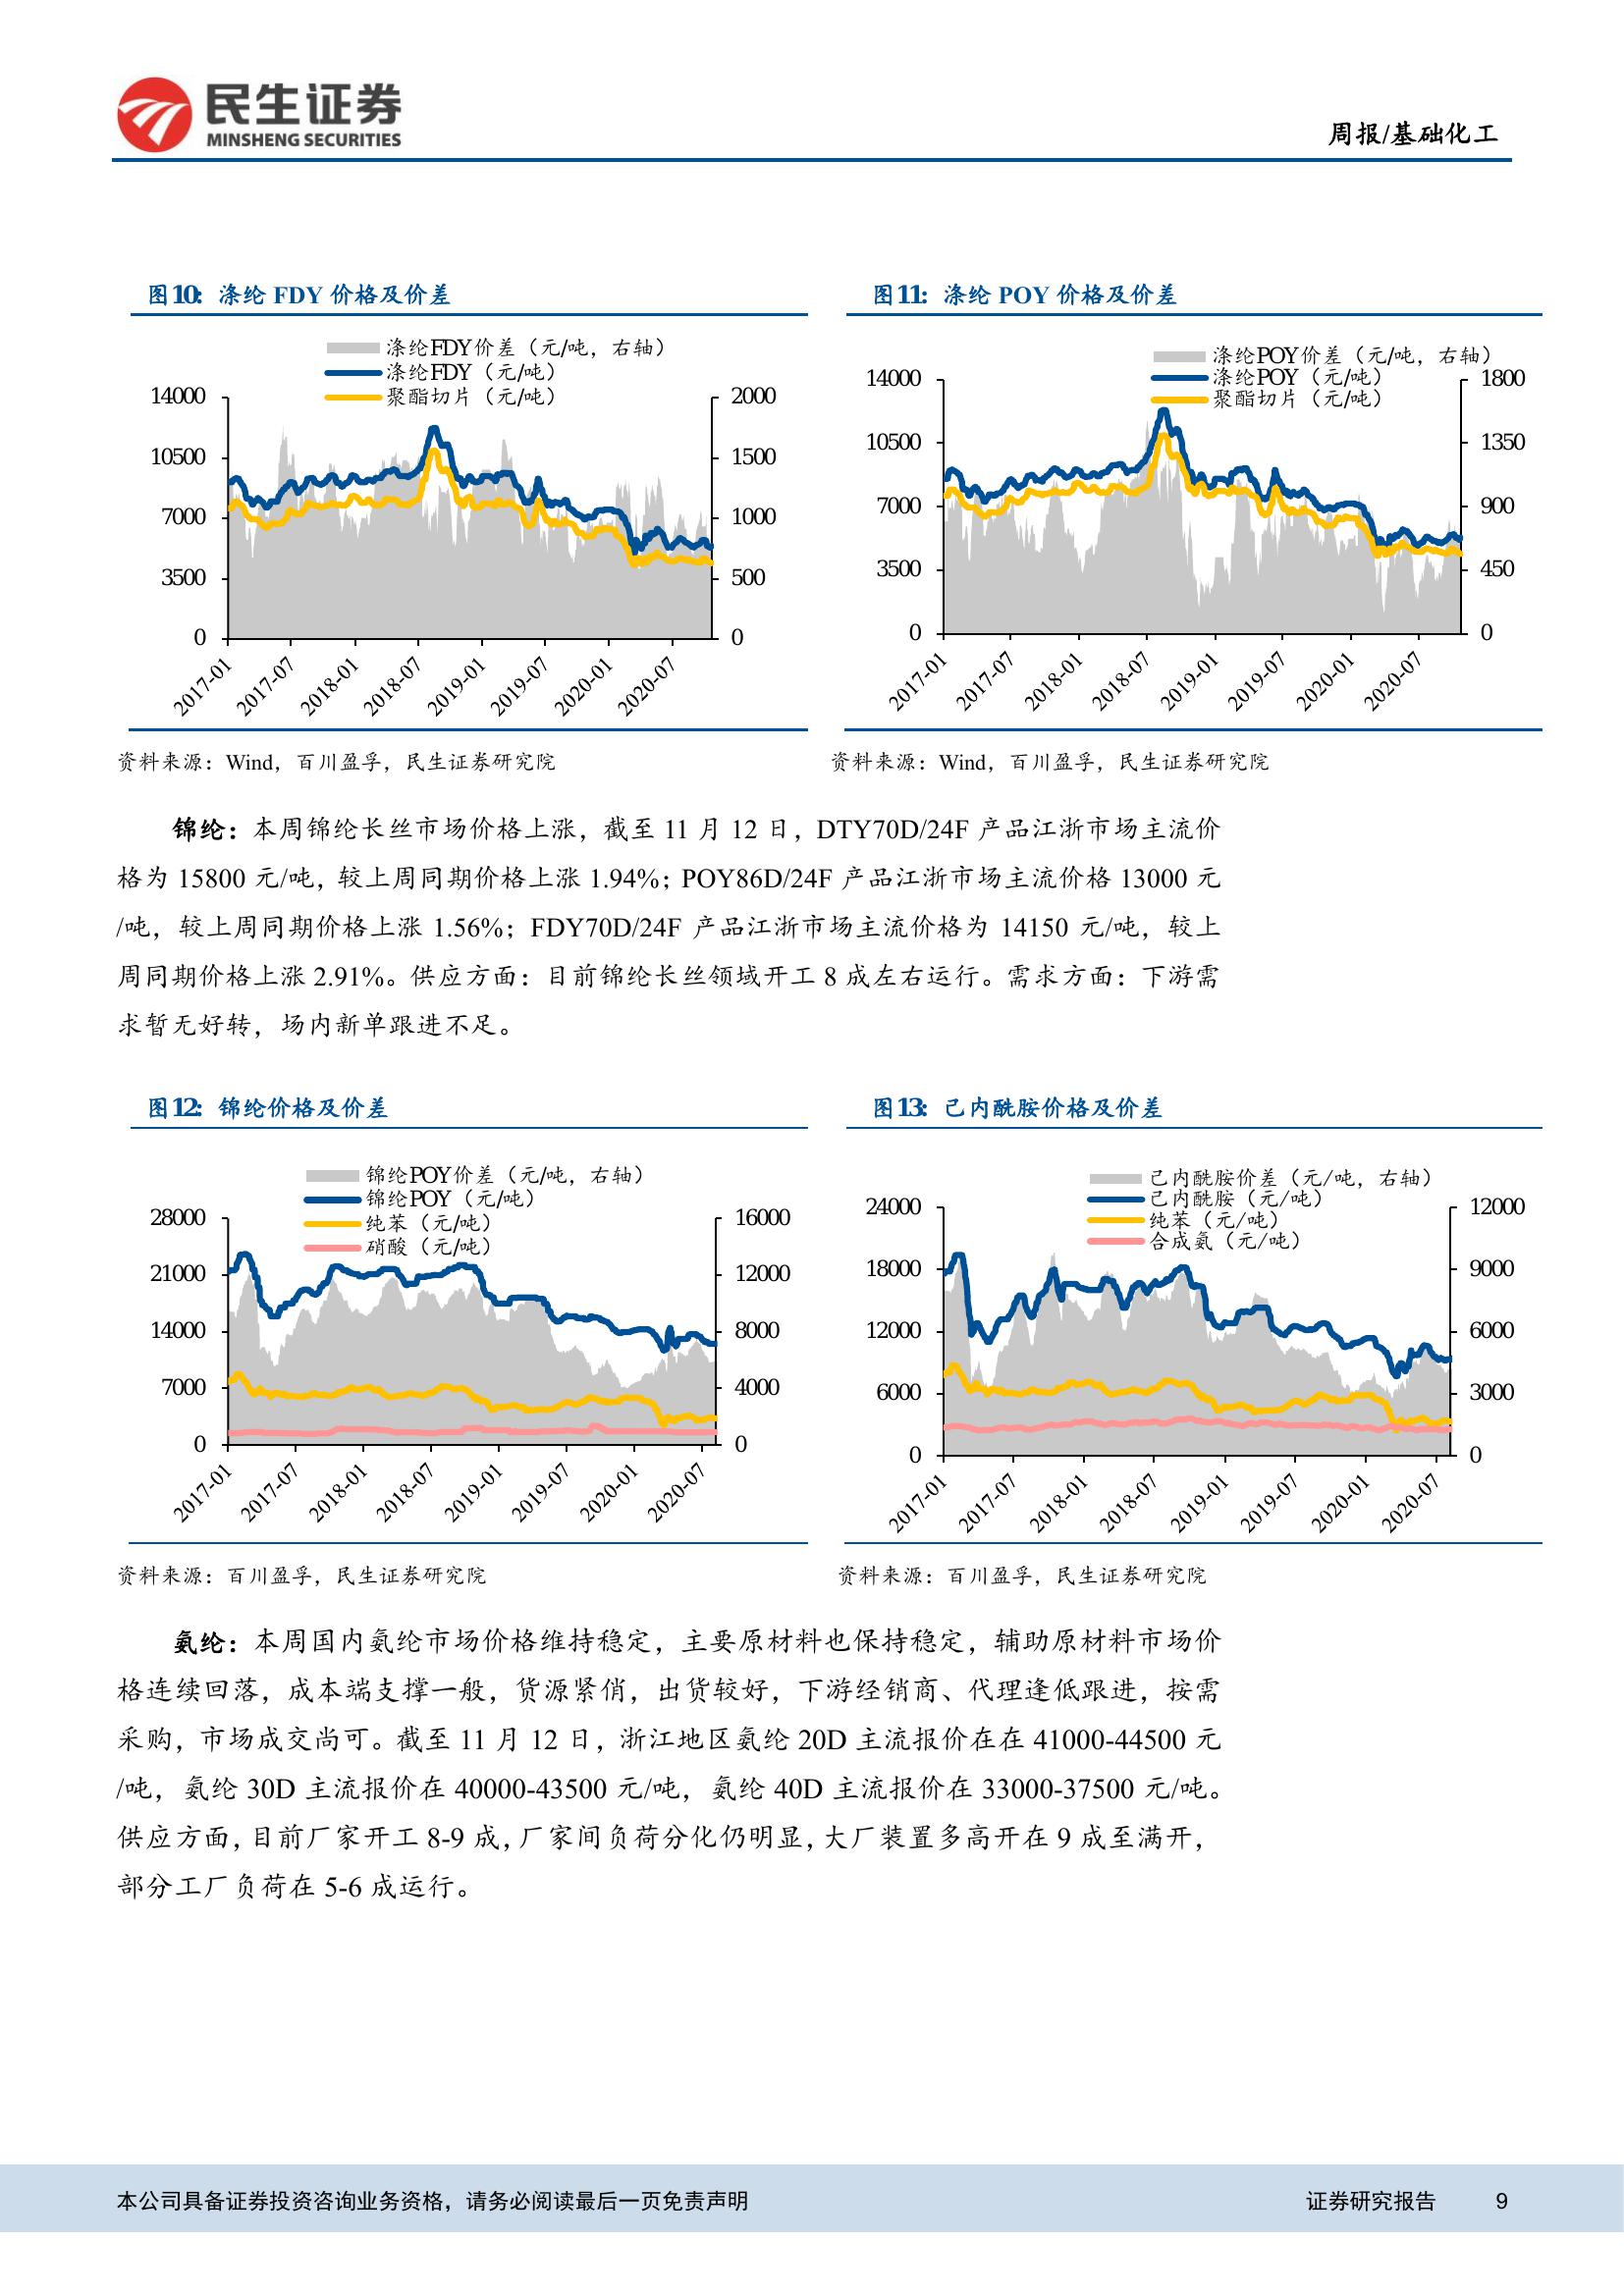 民生证券
MINSHENG SECURITIES
周报/基础化工
图10: 涤纶 FDY 价格及价差
涤纶FDY价差（元/吨，右轴）
涤纶FDY（元/吨）
聚酯切片（元/吨）
14000
10500
7000
3500
0
2000
1500
1000
500
0
2017-01
2017-07
2018-01
2018-07
2019-01
2019-07
2020-01
2020-07
资料来源：Wind，百川盈孚，民生证券研究院
图11: 涤纶 POY 价格及价差
涤纶POY价差（元/吨，右轴）
涤纶POY（元/吨）
聚酯切片（元/吨）
14000
10500
7000
3500
0
1800
1350
900
450
0
2017-01
2017-07
2018-01
2018-07
2019-01
2019-07
2020-01
2020-07
资料来源：Wind，百川盈孚，民生证券研究院
锦纶：本周锦纶长丝市场价格上涨，截至 11 月 12 日，DTY70D/24F 产品江浙市场主流价
格为 15800 元/吨，较上周同期价格上涨 1.94%；POY86D/24F 产品江浙市场主流价格 13000 元
/吨，较上周同期价格上涨 1.56%；FDY70D/24F 产品江浙市场主流价格为 14150 元/吨，较上
周同期价格上涨 2.91%。供应方面：目前锦纶长丝领域开工 8 成左右运行。需求方面：下游需
求暂无好转，场内新单跟进不足。
图12: 锦纶价格及价差
锦纶POY价差（元/吨，右轴）
锦纶POY（元/吨）
纯苯（元/吨）
硝酸（元/吨）
28000
21000
14000
7000
0
16000
12000
8000
4000
0
2017-01
2017-07
2018-01
2018-07
2019-01
2019-07
2020-01
2020-07
资料来源：百川盈孚，民生证券研究院
图13: 己内酰胺价格及价差
己内酰胺价差（元/吨，右轴）
己内酰胺（元/吨）
纯苯（元/吨）
合成氨（元/吨）
24000
18000
12000
6000
0
12000
9000
6000
3000
0
2017-01
2017-07
2018-01
2018-07
2019-01
2019-07
2020-01
2020-07
资料来源：百川盈孚，民生证券研究院
氨纶：本周国内氨纶市场价格维持稳定，主要原材料也保持稳定，辅助原材料市场价
格连续回落，成本端支撑一般，货源紧俏，出货较好，下游经销商、代理逢低跟进，按需
采购，市场成交尚可。截至 11 月 12 日，浙江地区氨纶 20D 主流报价在在 41000-44500 元
/吨，氨纶 30D 主流报价在 40000-43500 元/吨，氨纶 40D 主流报价在 33000-37500 元/吨。
供应方面，目前厂家开工 8-9 成，厂家间负荷分化仍明显，大厂装置多高开在 9 成至满开，
部分工厂负荷在 5-6 成运行。
本公司具备证券投资咨询业务资格，请务必阅读最后一页免责声明
证券研究报告 9